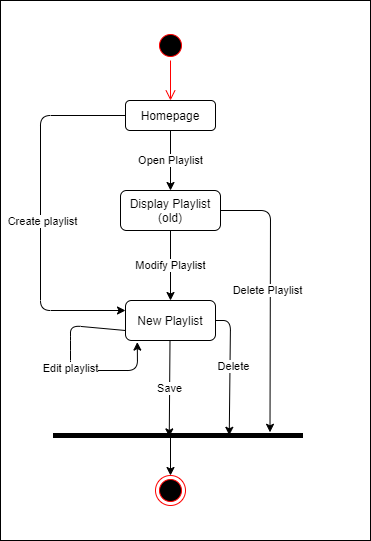 Homepage
Open Playlist
Display Playlist
(old)
Create playlist
Modify Playlist
Delete Playlist
New Playlist
Edit playlist
Delete
Save